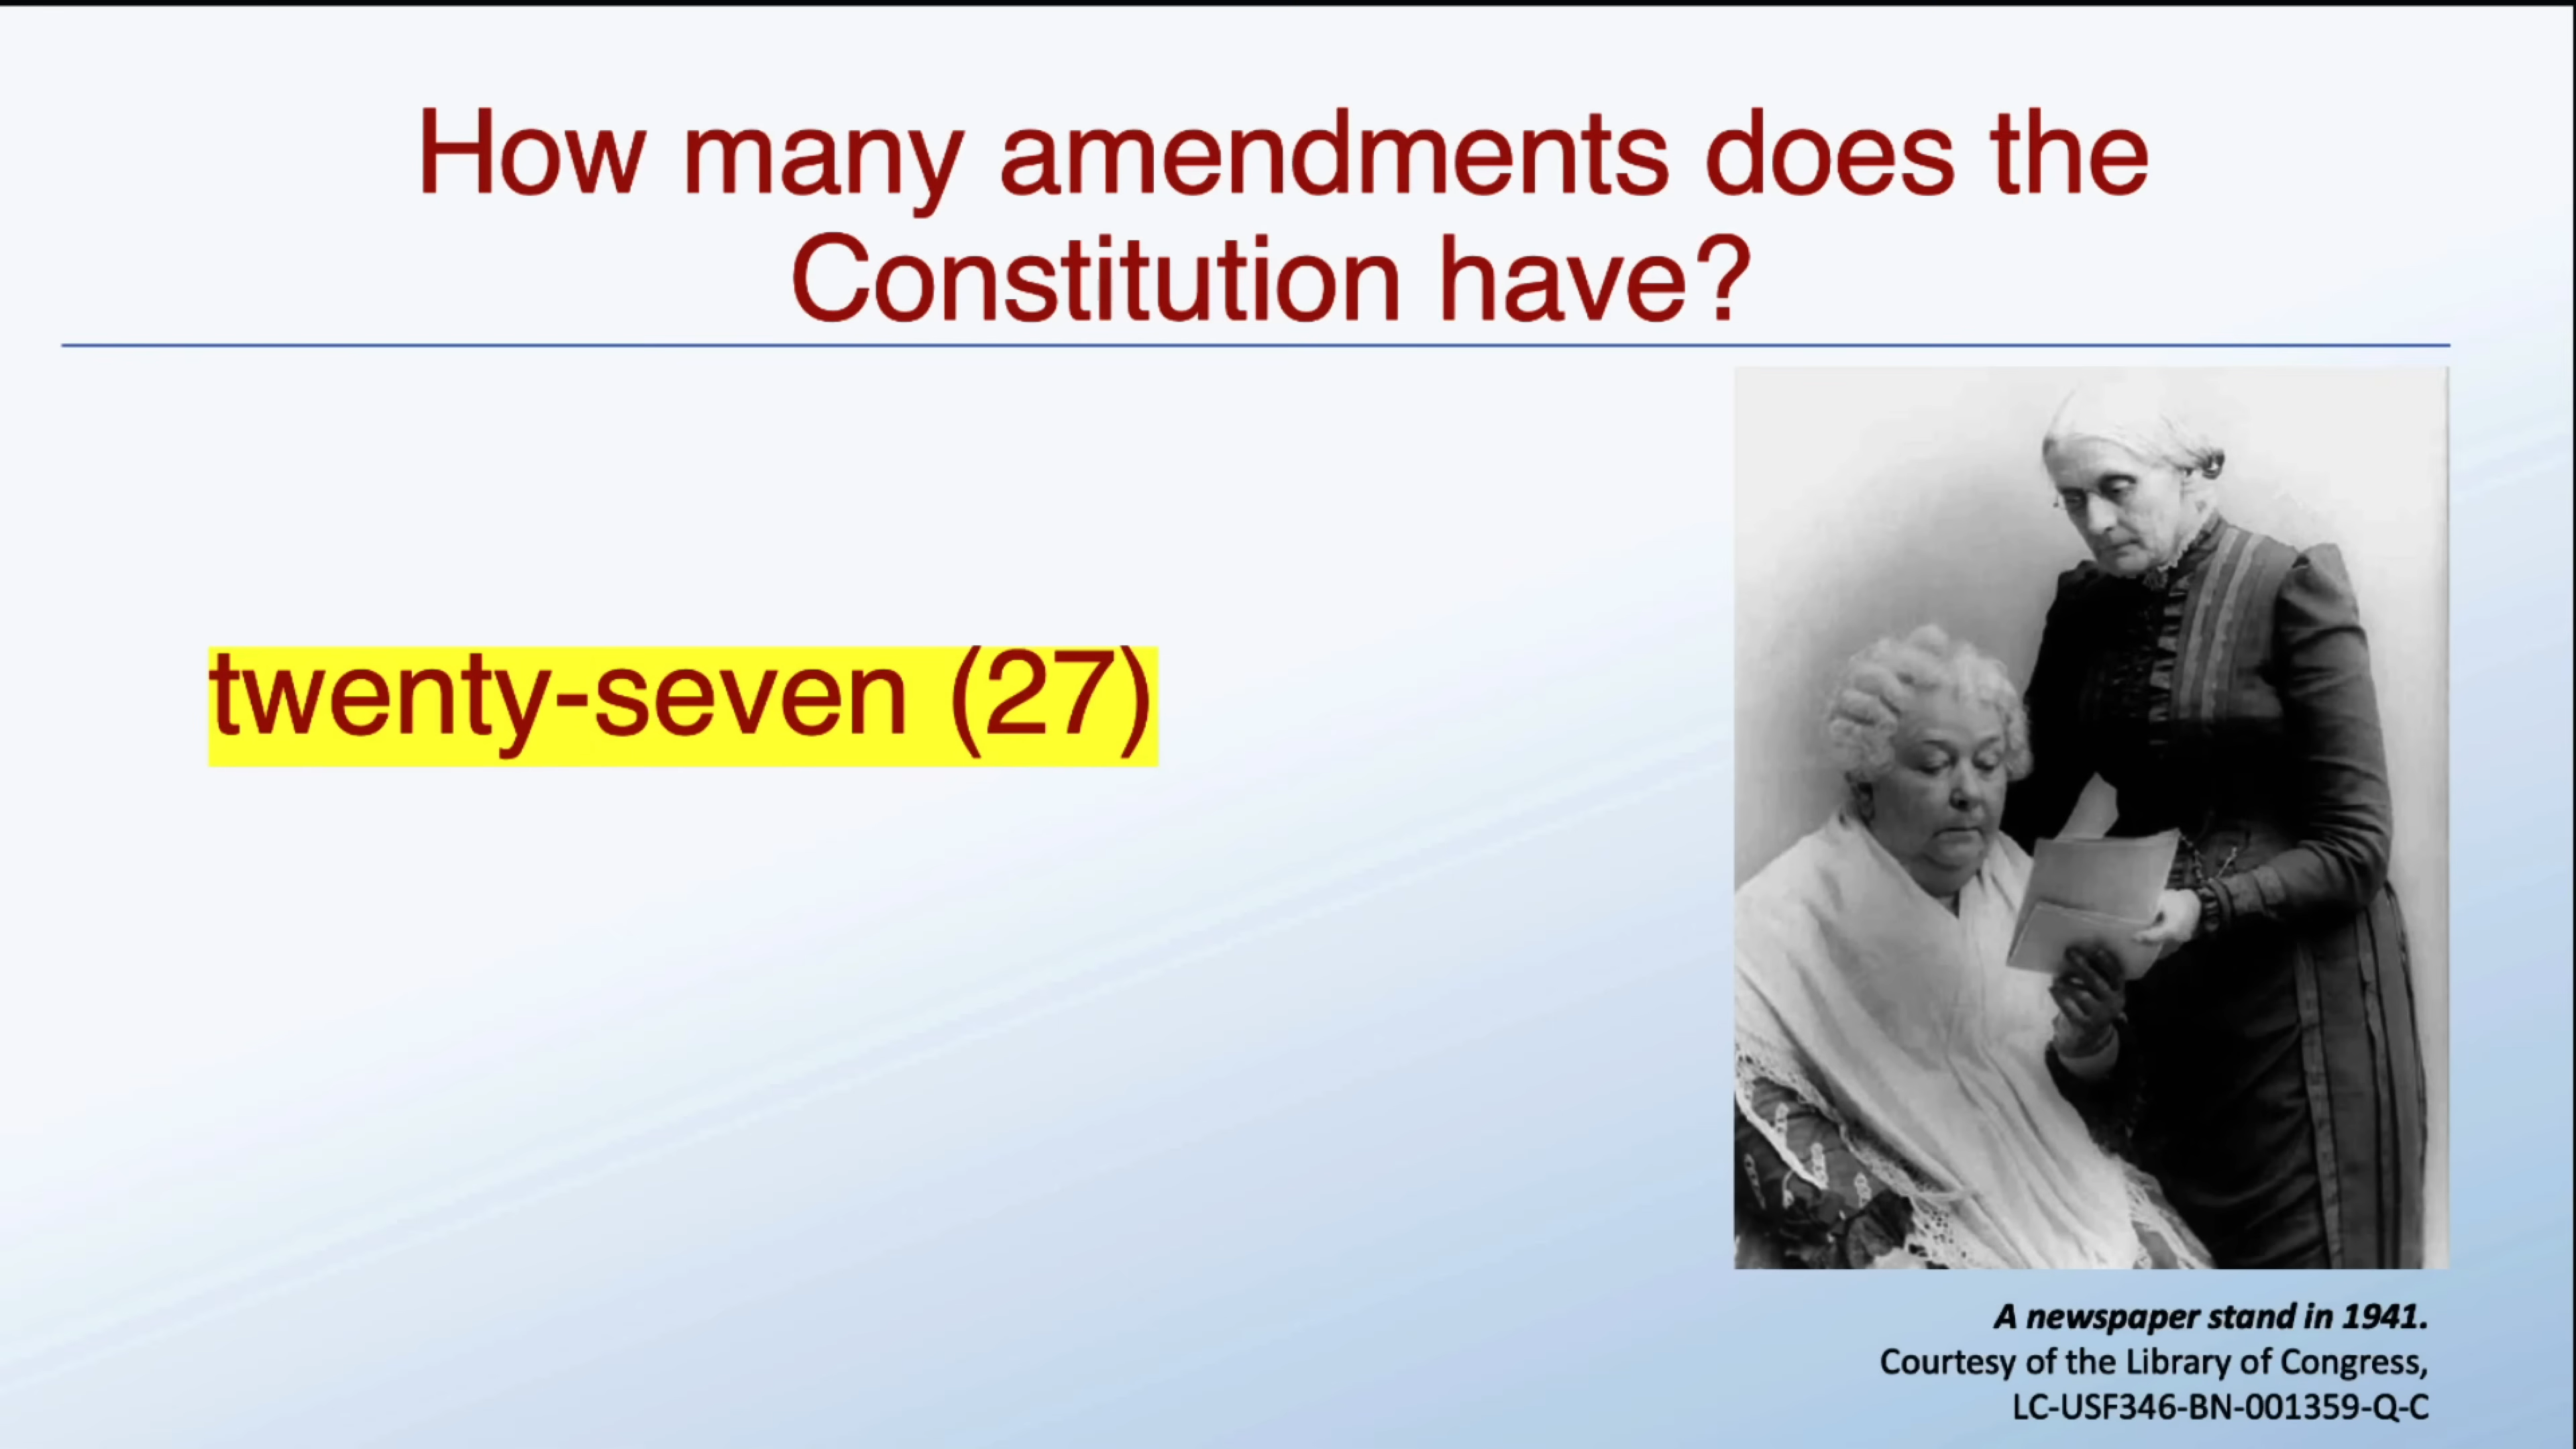 How many amendments does the
Constitution have?
twenty-seven (27)
A newspaper stand in 1941.
Courtesy of the Library of Congress,
LC-USF346-BN-001359-Q-C